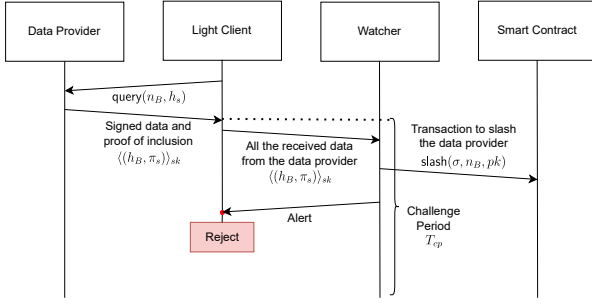 Data Provider
Light Client
Watcher
Smart Contract
query(n_B, h_s)
Signed data and
proof of inclusion
⟨(h_B, π_s)⟩_sk
All the received data
from the data provider
⟨(h_B, π_s)⟩_sk
Transaction to slash
the data provider
slash(σ, n_B, pk)
Alert
Reject
Challenge
Period
T_cp